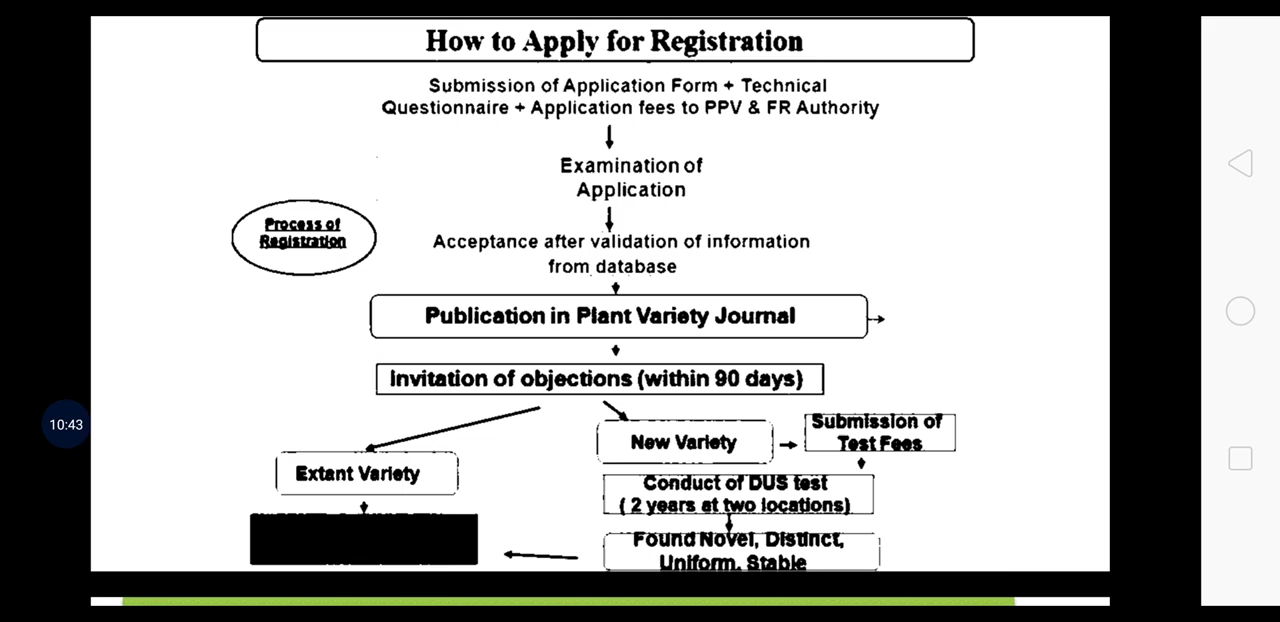 How to Apply for Registration
Submission of Application Form + Technical
Questionnaire + Application fees to PPV & FR Authority
Examination of
Application
Process of
Registration
Acceptance after validation of information
from database
Publication in Plant Variety Journal
Invitation of objections (within 90 days)
Extant Variety
New Variety
Submission of
Test Fees
Conduct of DUS test
( 2 years at two locations)
Found Novel, Distinct,
Uniform, Stable
10:43